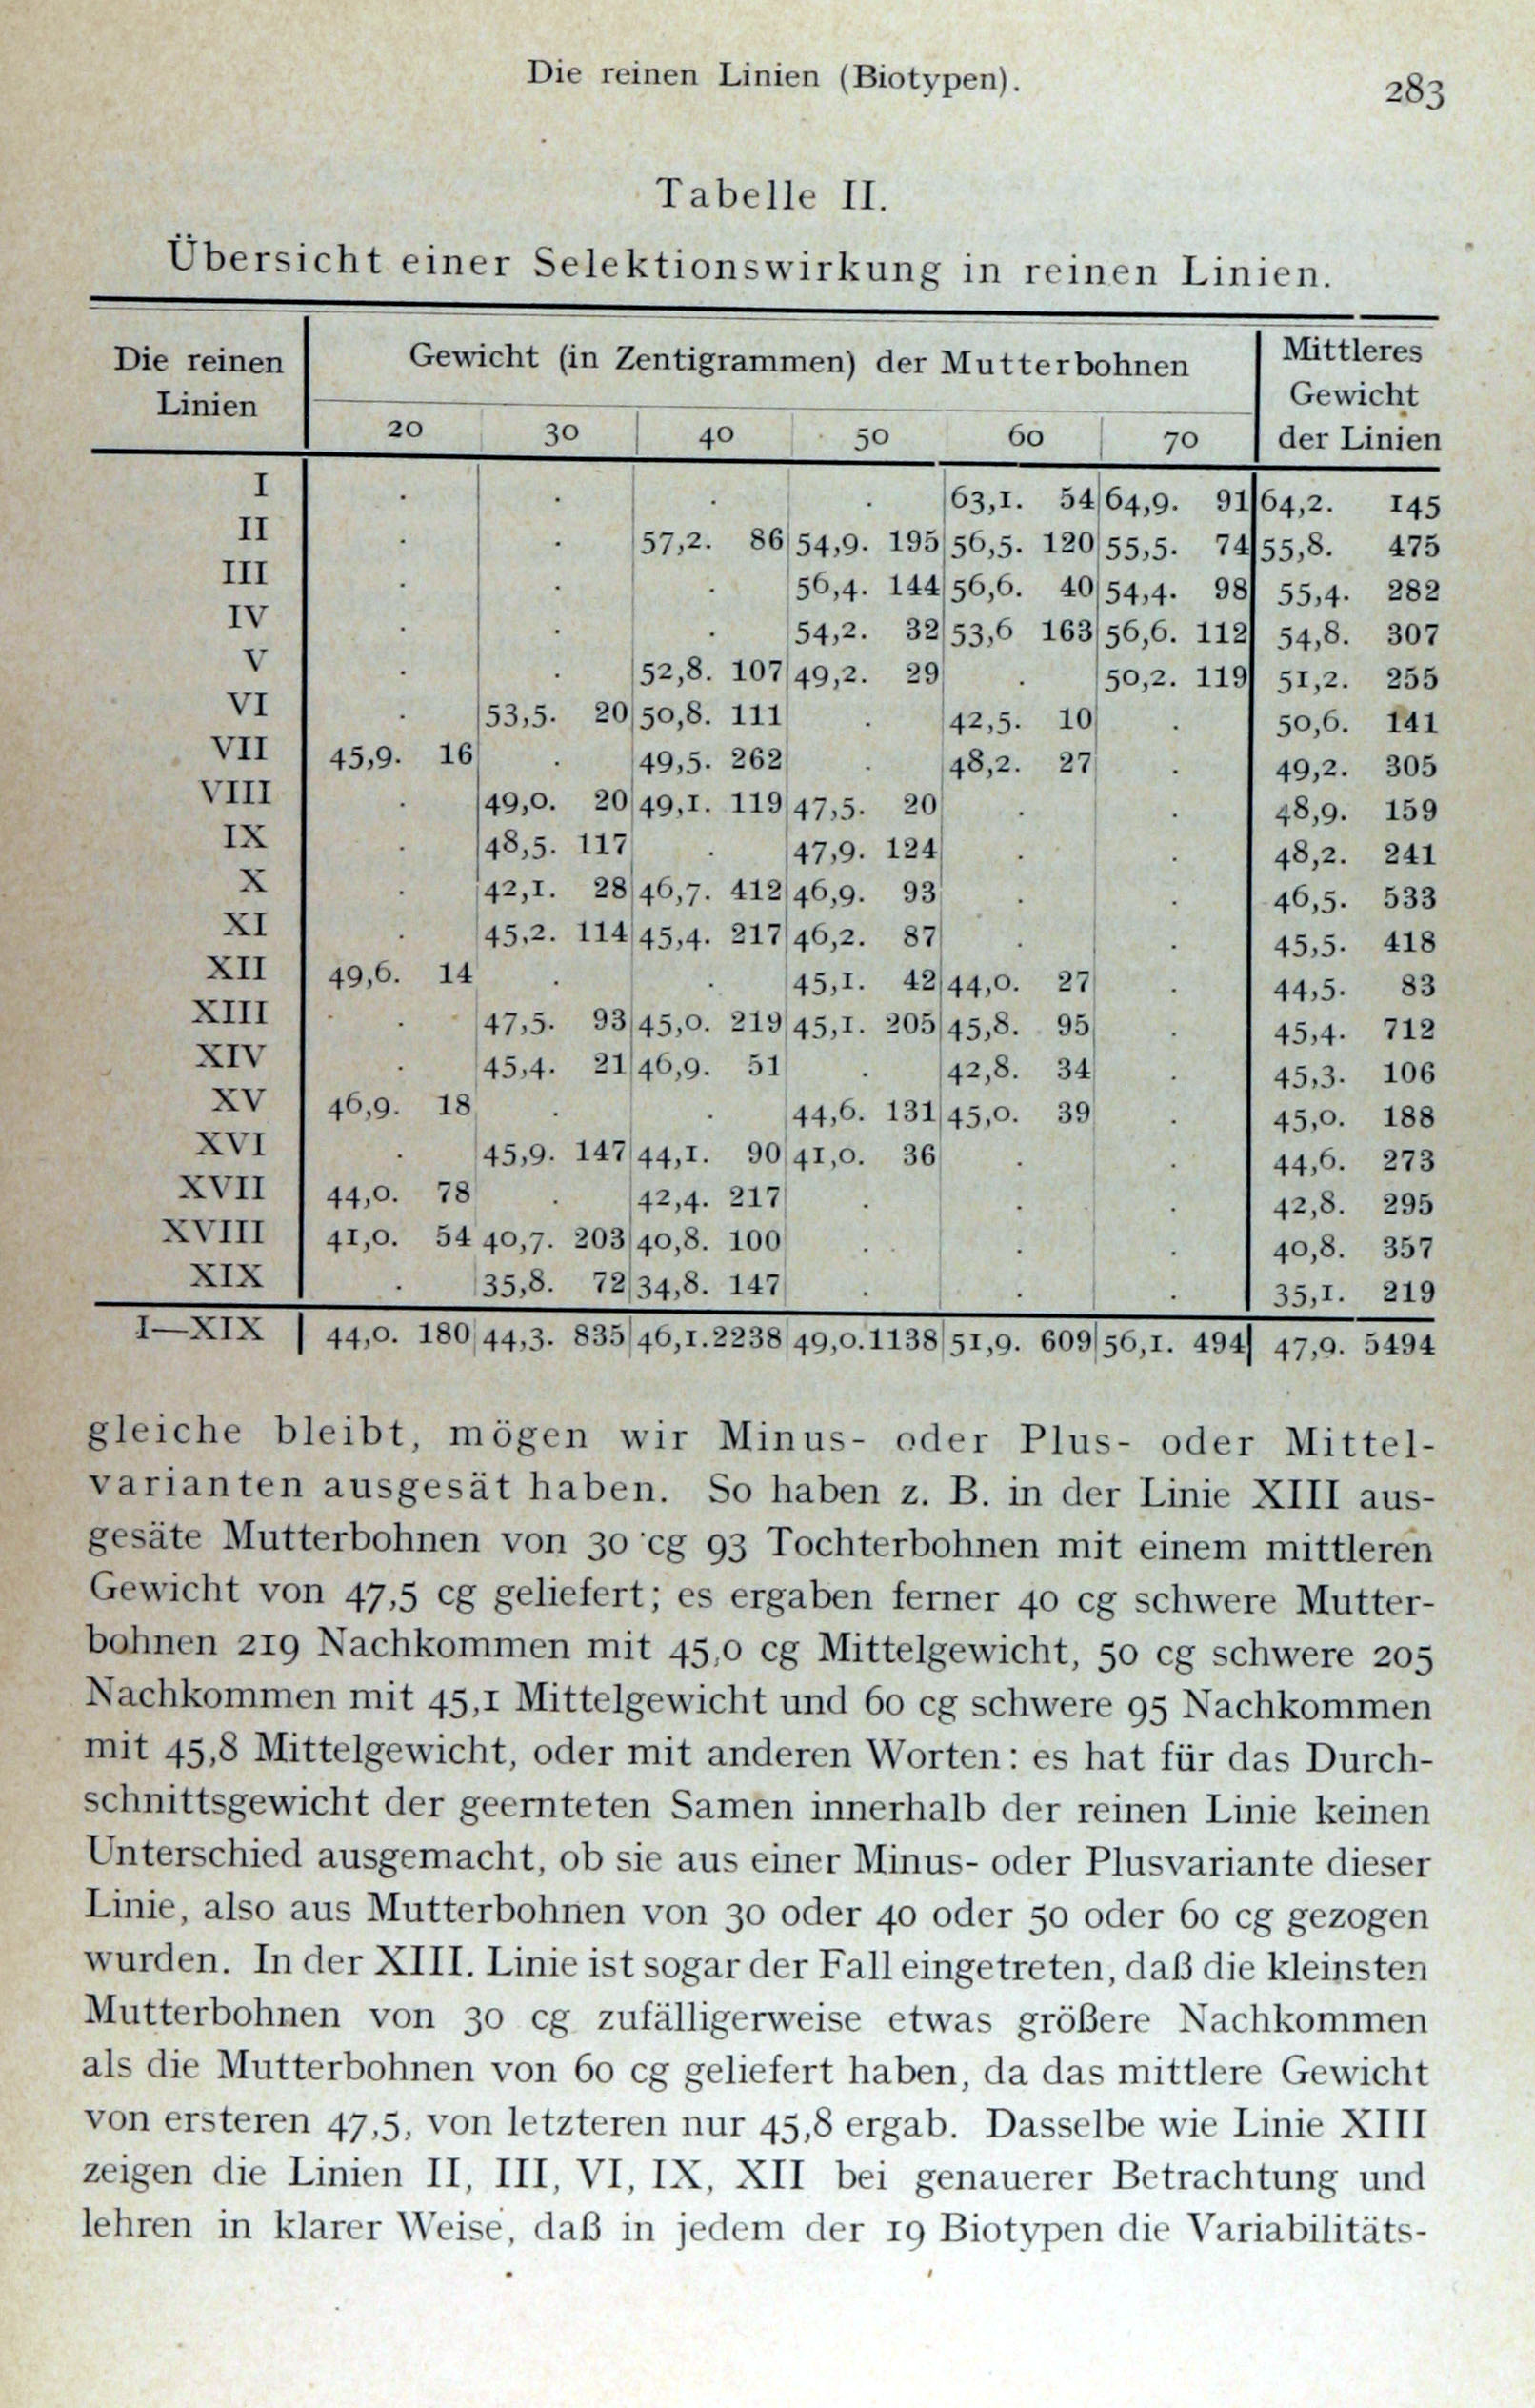 Die reinen Linien (Biotypen). 283
Tabelle II.
Übersicht einer Selektionswirkung in reinen Linien.
Die reinen Linien | Gewicht (in Zentigrammen) der Mutterbohnen | Mittleres Gewicht der Linien
20 | 30 | 40 | 50 | 60 | 70
I | . | . | . | . | 63,1. 54 | 64,9. 91 | 64,2. 145
II | . | . | 57,2. 86 | 54,9. 195 | 56,5. 120 | 55,5. 74 | 55,8. 475
III | . | . | . | 56,4. 144 | 56,6. 40 | 54,4. 98 | 55,4. 282
IV | . | . | . | 54,2. 32 | 53,6 163 | 56,6. 112 | 54,8. 307
V | . | . | 52,8. 107 | 49,2. 29 | . | 50,2. 119 | 51,2. 255
VI | . | 53,5. 20 | 50,8. 111 | . | 42,5. 10 | . | 50,6. 141
VII | 45,9. 16 | . | 49,5. 262 | . | 48,2. 27 | . | 49,2. 305
VIII | . | 49,0. 20 | 49,1. 119 | 47,5. 20 | . | . | 48,9. 159
IX | . | 48,5. 117 | . | 47,9. 124 | . | . | 48,2. 241
X | . | 42,1. 28 | 46,7. 412 | 46,9. 93 | . | . | 46,5. 533
XI | . | 45,2. 114 | 45,4. 217 | 46,2. 87 | . | . | 45,5. 418
XII | 49,6. 14 | . | . | 45,1. 42 | 44,0. 27 | . | 44,5. 83
XIII | . | 47,5. 93 | 45,0. 219 | 45,1. 205 | 45,8. 95 | . | 45,4. 712
XIV | . | 45,4. 21 | 46,9. 51 | . | 42,8. 34 | . | 45,3. 106
XV | 46,9. 18 | . | . | 44,6. 131 | 45,0. 39 | . | 45,0. 188
XVI | . | 45,9. 147 | 44,1. 90 | 41,0. 36 | . | . | 44,6. 273
XVII | 44,0. 78 | . | 42,4. 217 | . | . | . | 42,8. 295
XVIII | 41,0. 54 | 40,7. 203 | 40,8. 100 | . | . | . | 40,8. 357
XIX | . | 35,8. 72 | 34,8. 147 | . | . | . | 35,1. 219
I—XIX | 44,0. 180 | 44,3. 835 | 46,1. 2238 | 49,0. 1138 | 51,9. 609 | 56,1. 494 | 47,9. 5494
gleiche bleibt, mögen wir Minus- oder Plus- oder Mittel-
varianten ausgesät haben. So haben z. B. in der Linie XIII aus-
gesäte Mutterbohnen von 30 cg 93 Tochterbohnen mit einem mittleren
Gewicht von 47,5 cg geliefert; es ergaben ferner 40 cg schwere Mutter-
bohnen 219 Nachkommen mit 45,0 cg Mittelgewicht, 50 cg schwere 205
Nachkommen mit 45,1 Mittelgewicht und 60 cg schwere 95 Nachkommen
mit 45,8 Mittelgewicht, oder mit anderen Worten: es hat für das Durch-
schnittsgewicht der geernteten Samen innerhalb der reinen Linie keinen
Unterschied ausgemacht, ob sie aus einer Minus- oder Plusvariante dieser
Linie, also aus Mutterbohnen von 30 oder 40 oder 50 oder 60 cg gezogen
wurden. In der XIII. Linie ist sogar der Fall eingetreten, daß die kleinsten
Mutterbohnen von 30 cg zufälligerweise etwas größere Nachkommen
als die Mutterbohnen von 60 cg geliefert haben, da das mittlere Gewicht
von ersteren 47,5, von letzteren nur 45,8 ergab. Dasselbe wie Linie XIII
zeigen die Linien II, III, VI, IX, XII bei genauerer Betrachtung und
lehren in klarer Weise, daß in jedem der 19 Biotypen die Variabilitäts-